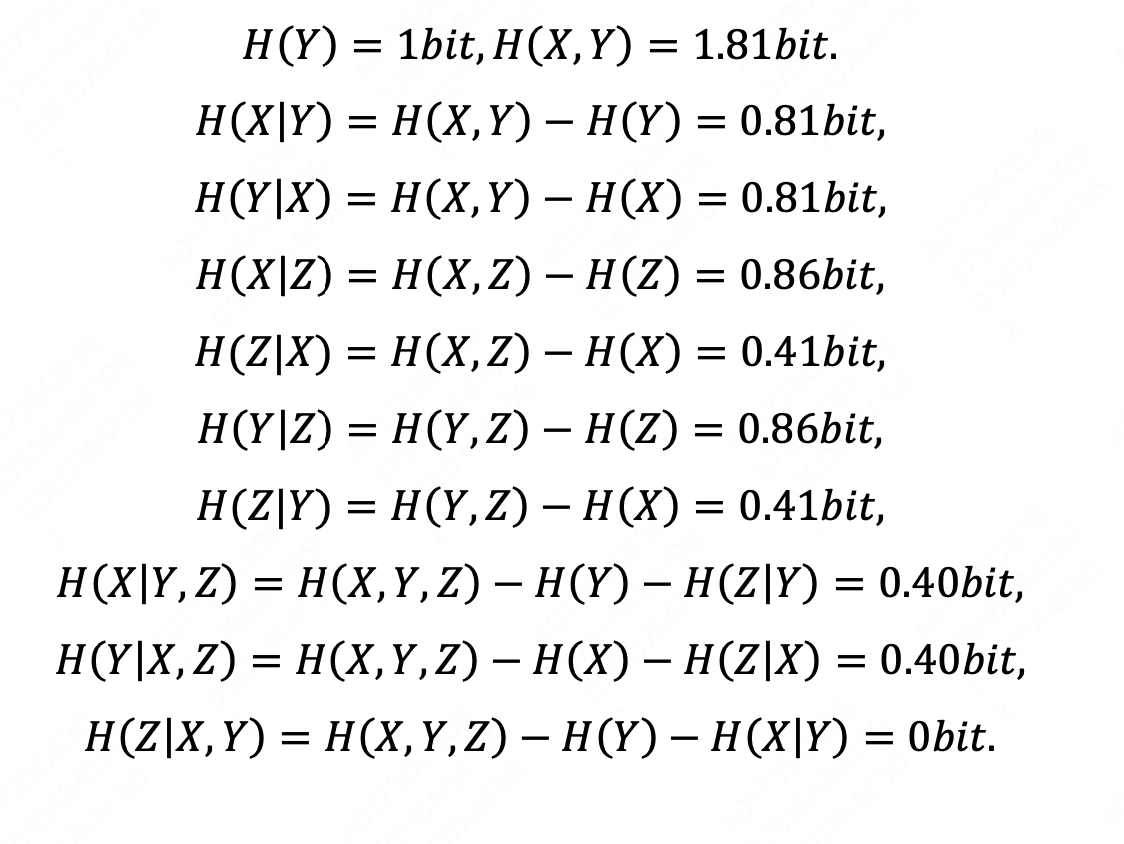 H(Y) = 1bit, H(X, Y) = 1.81bit.
H(X|Y) = H(X, Y) − H(Y) = 0.81bit,
H(Y|X) = H(X, Y) − H(X) = 0.81bit,
H(X|Z) = H(X, Z) − H(Z) = 0.86bit,
H(Z|X) = H(X, Z) − H(X) = 0.41bit,
H(Y|Z) = H(Y, Z) − H(Z) = 0.86bit,
H(Z|Y) = H(Y, Z) − H(X) = 0.41bit,
H(X|Y, Z) = H(X, Y, Z) − H(Y) − H(Z|Y) = 0.40bit,
H(Y|X, Z) = H(X, Y, Z) − H(X) − H(Z|X) = 0.40bit,
H(Z|X, Y) = H(X, Y, Z) − H(Y) − H(X|Y) = 0bit.